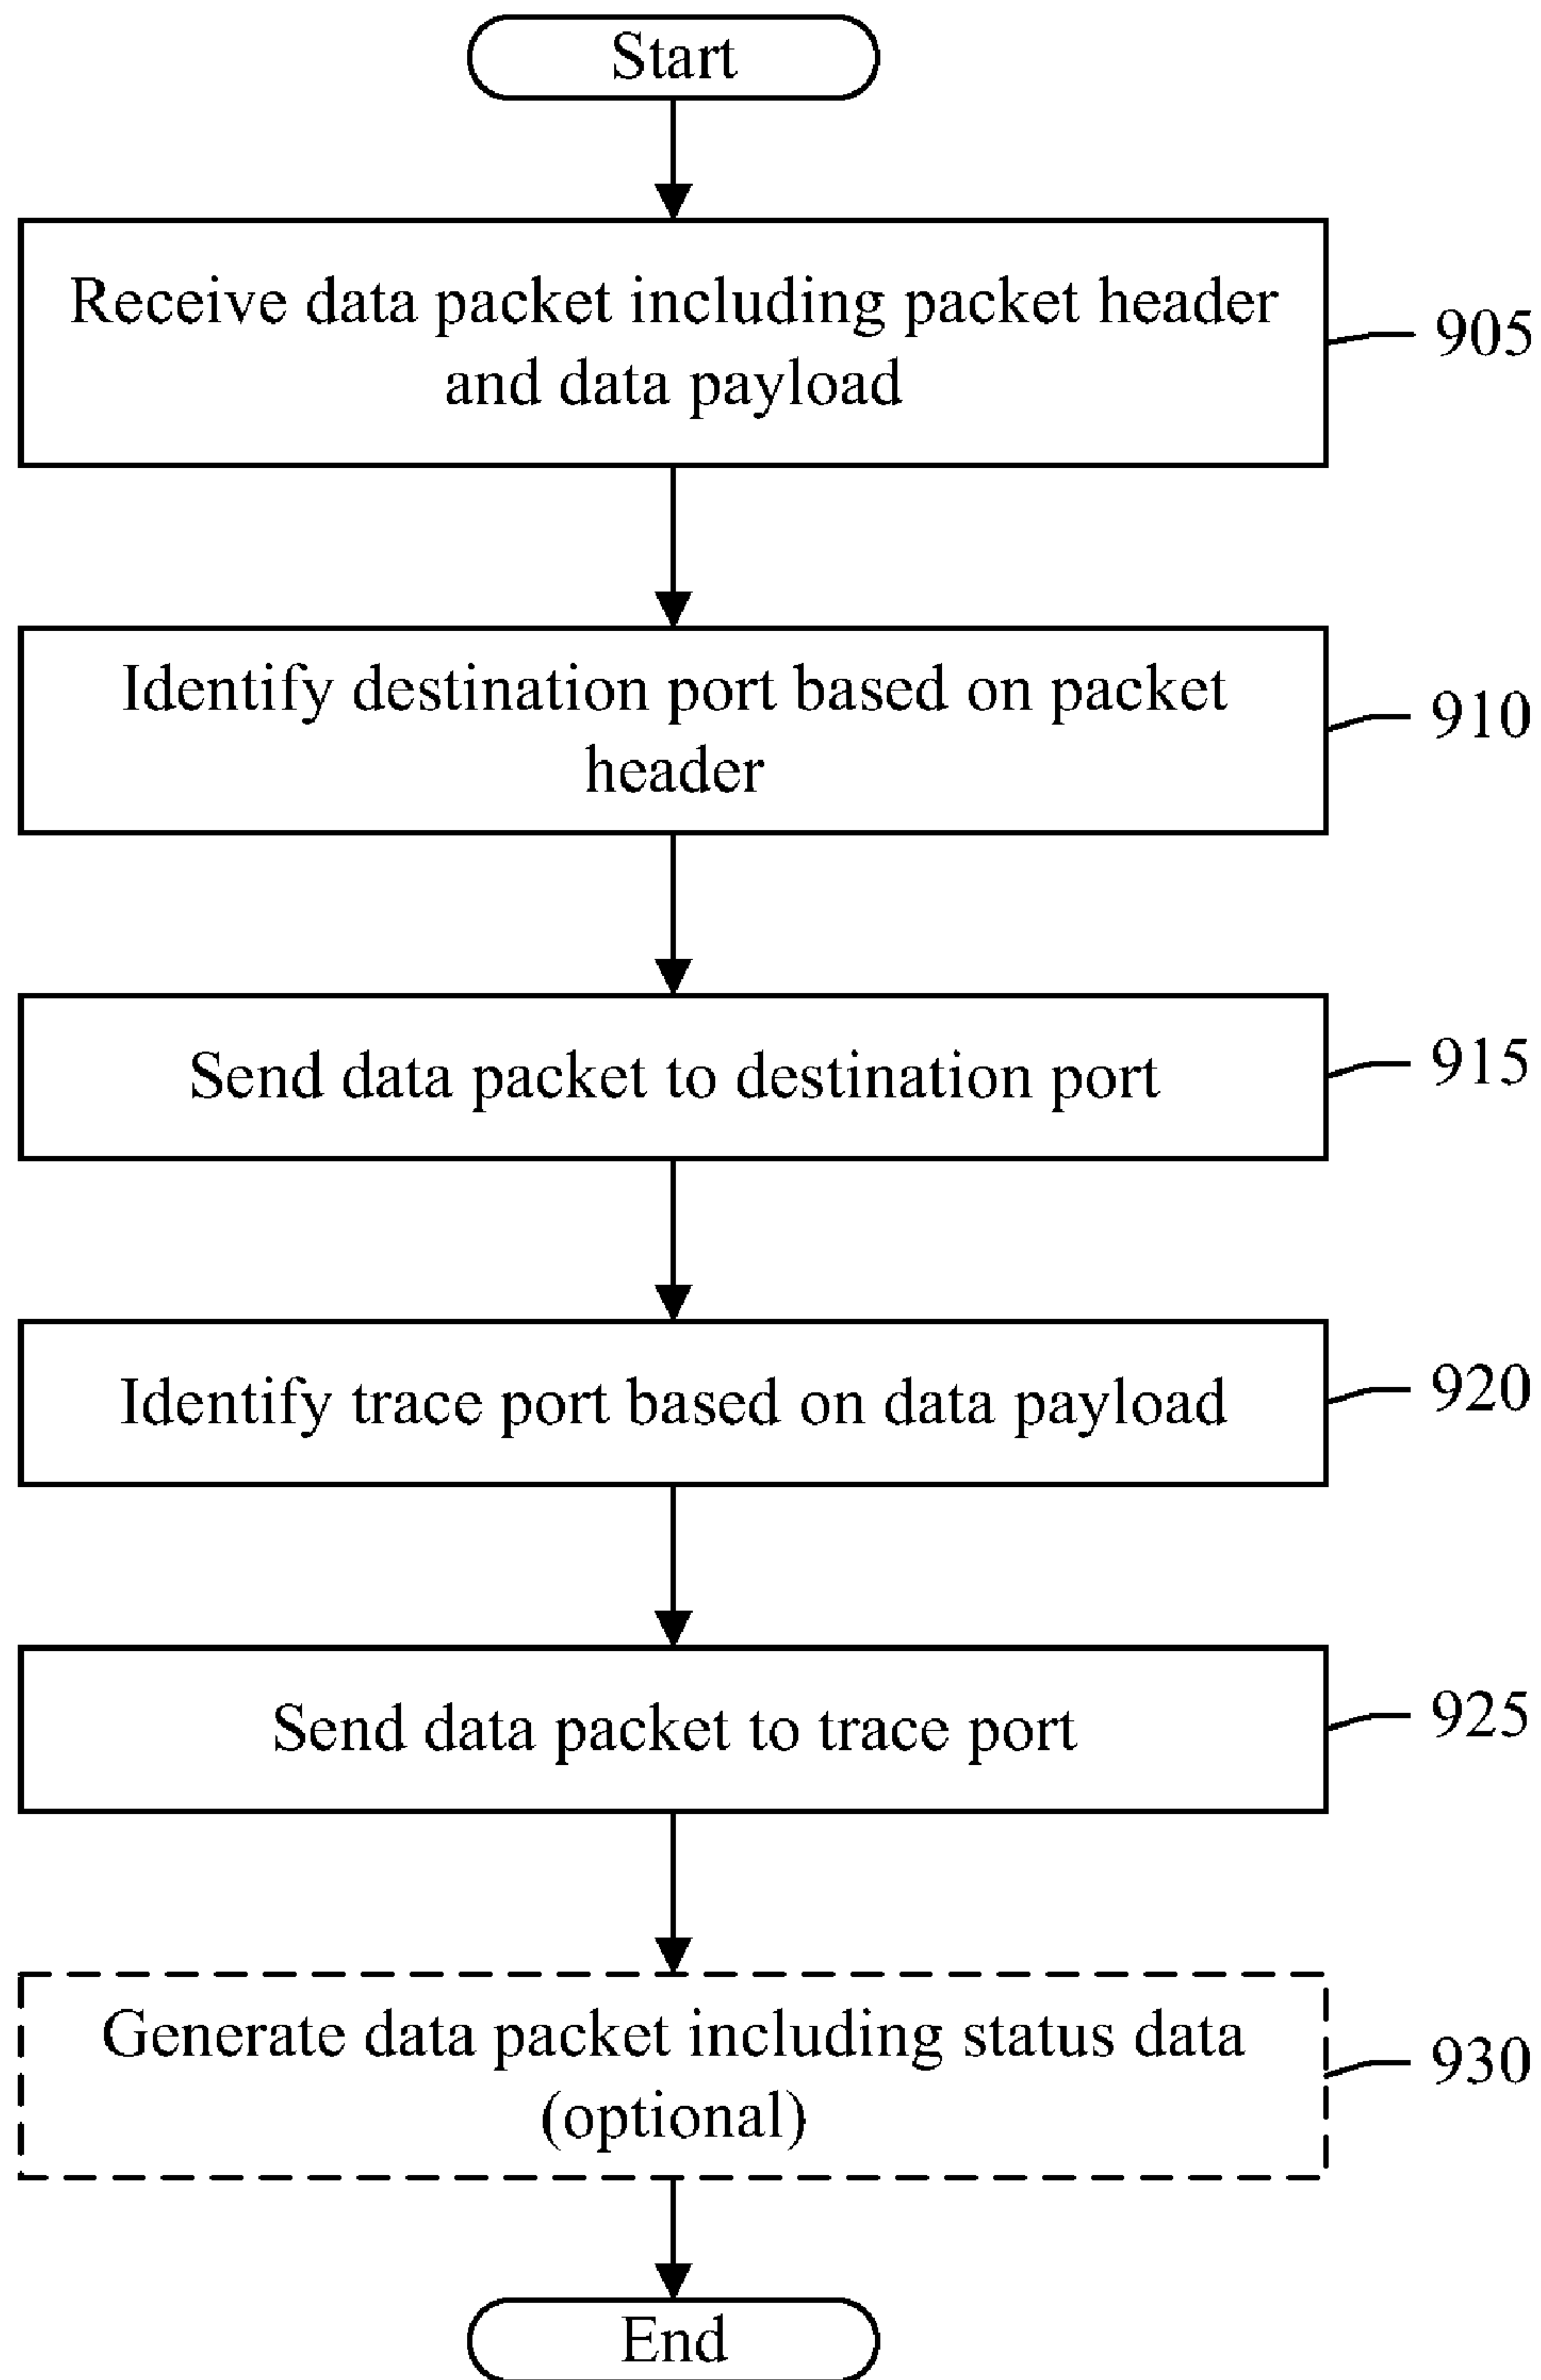 Start
Receive data packet including packet header
and data payload
905
Identify destination port based on packet
header
910
Send data packet to destination port
915
Identify trace port based on data payload
920
Send data packet to trace port
925
Generate data packet including status data
(optional)
930
End